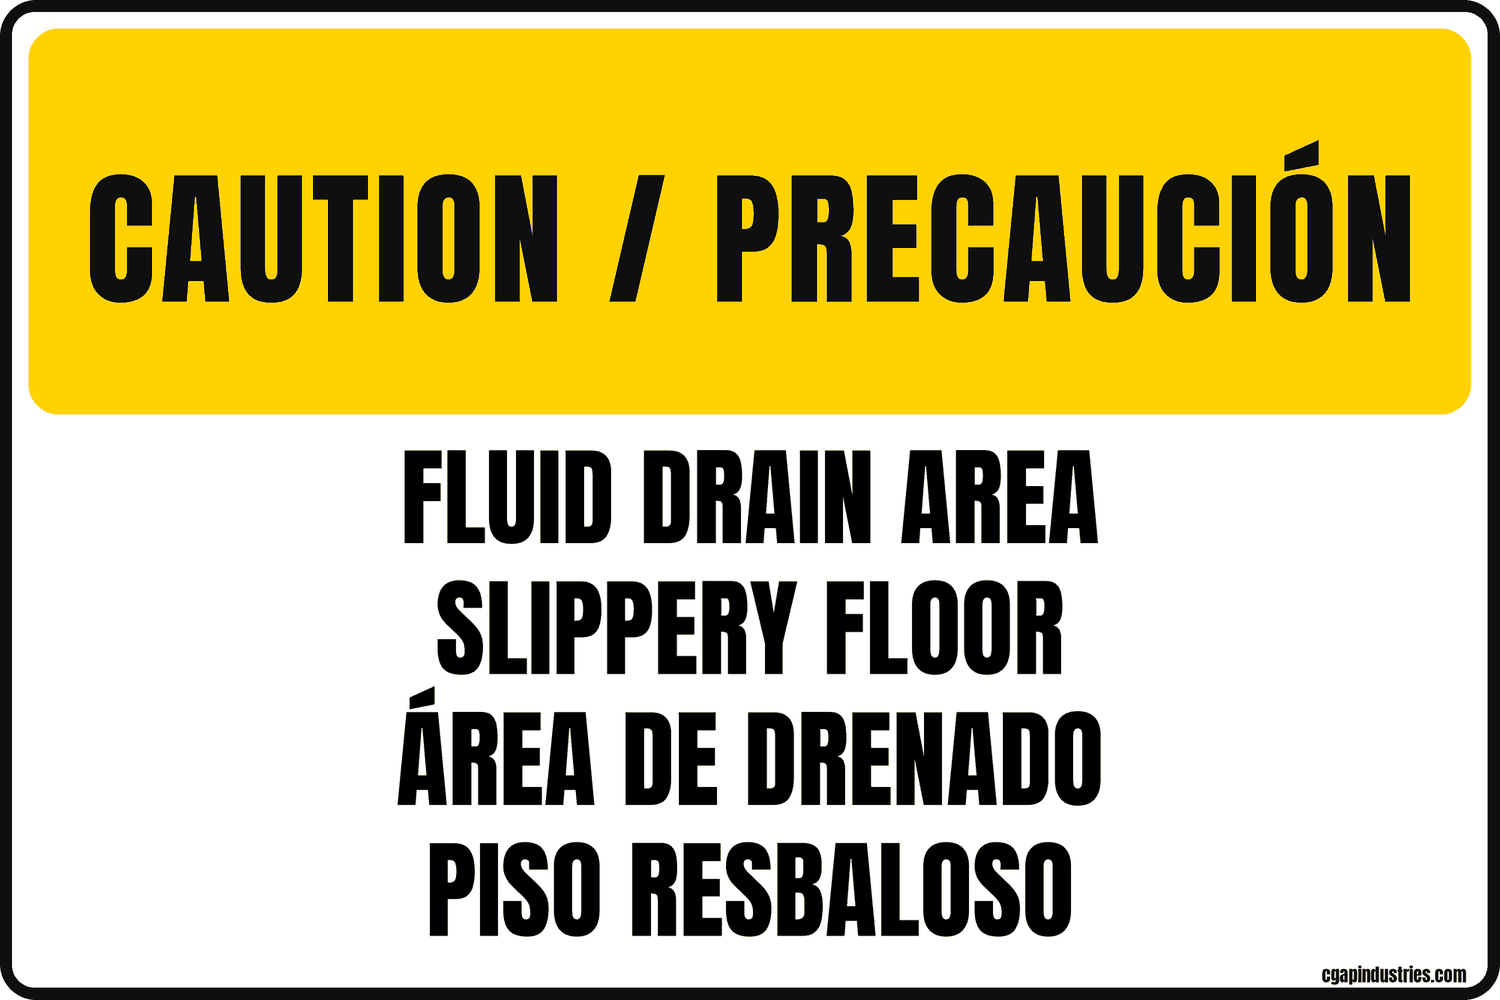 CAUTION / PRECAUCIÓN
FLUID DRAIN AREA
SLIPPERY FLOOR
ÁREA DE DRENADO
PISO RESBALOSO
cgapindustries.com